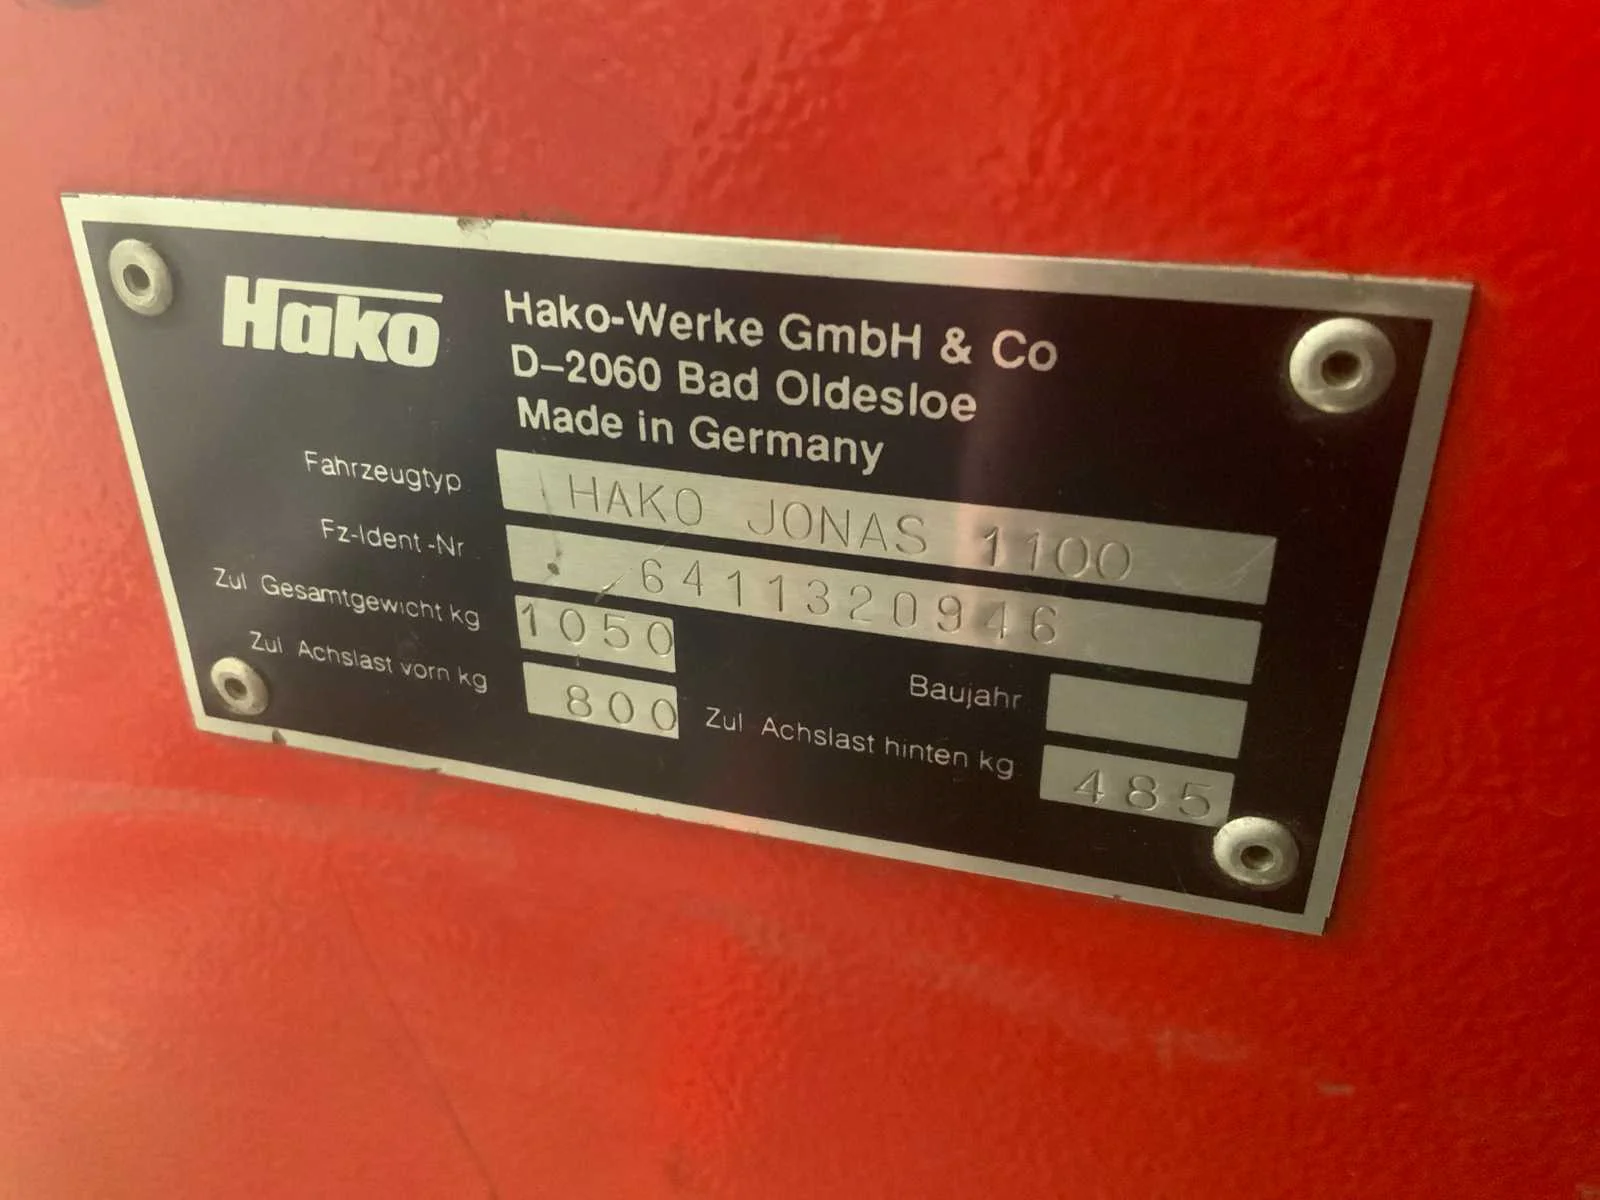 Hako
Hako-Werke GmbH & Co
D-2060 Bad Oldesloe
Made in Germany
Fahrzeugtyp HAKO JONAS 1100
Fz-Ident-Nr 6411320946
Zul Gesamtgewicht kg 1050
Baujahr
Zul Achslast vorn kg 800
Zul Achslast hinten kg 485